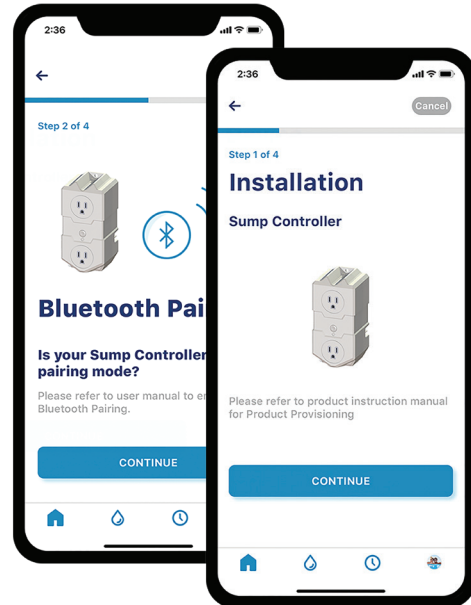 2:36
Step 2 of 4
Bluetooth Pai
Is your Sump Controller
pairing mode?
Please refer to user manual to en
Bluetooth Pairing.
CONTINUE
2:36
Cancel
Step 1 of 4
Installation
Sump Controller
Please refer to product instruction manual
for Product Provisioning
CONTINUE